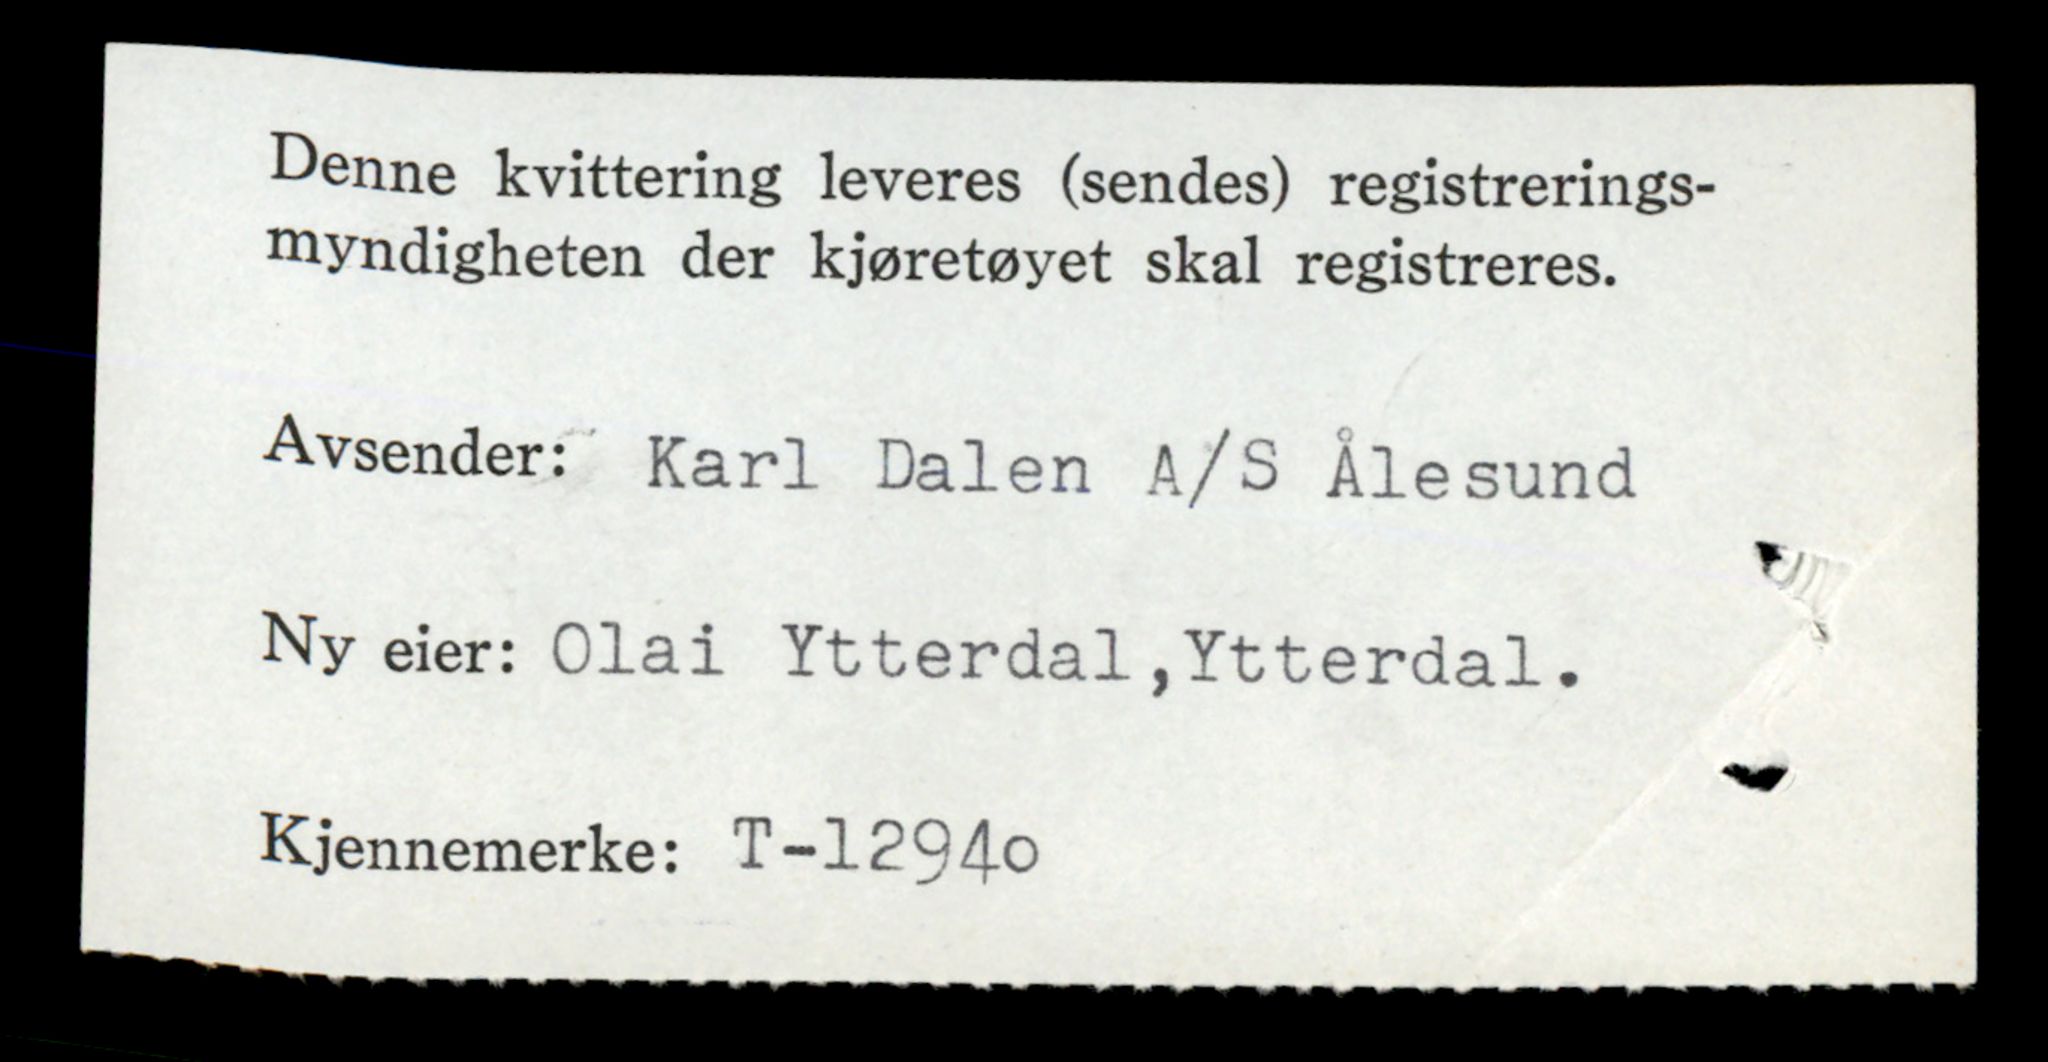 Denne kvittering leveres (sendes) registrerings-
myndigheten der kjøretøyet skal registreres.
Avsender: Karl Dalen A/S Ålesund
Ny eier: Olai Ytterdal,Ytterdal.
Kjennemerke: T-1294o